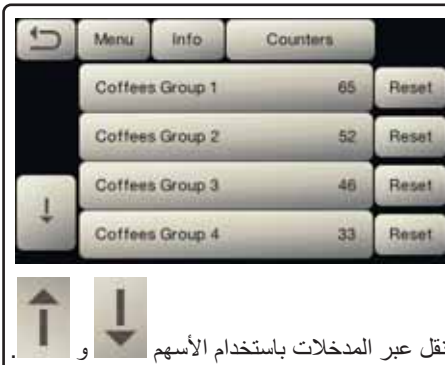 Menu Info Counters
Coffees Group 1 65 Reset
Coffees Group 2 52 Reset
Coffees Group 3 46 Reset
Coffees Group 4 33 Reset
نقل عبر المدخلات باستخدام الأسهم و .